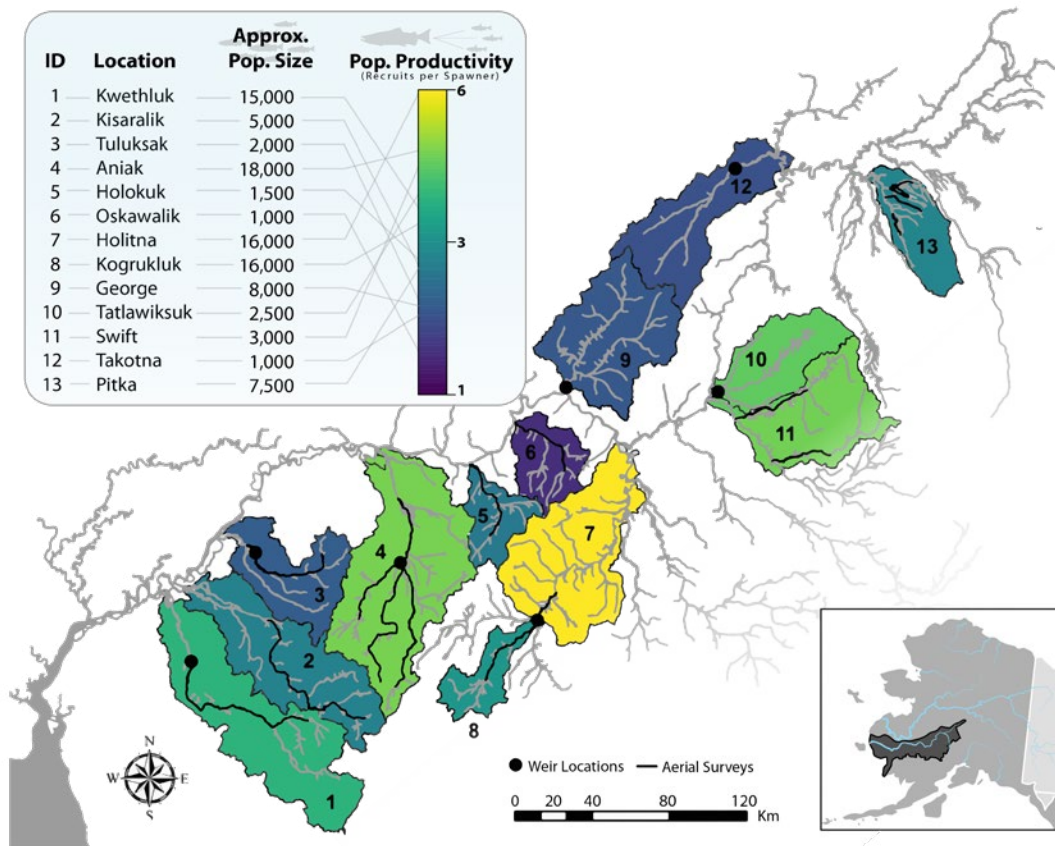 Approx.
ID Location Pop. Size Pop. Productivity
(Recruits per Spawner)
1 Kwethluk 15,000 6
2 Kisaralik 5,000
3 Tuluksak 2,000
4 Aniak 18,000
5 Holokuk 1,500
6 Oskawalik 1,000
7 Holitna 16,000 3
8 Kogrukluk 16,000
9 George 8,000
10 Tatlawiksuk 2,500
11 Swift 3,000
12 Takotna 1,000
13 Pitka 7,500 1
12
13
9
10
11
6
5
7
4
3
2
8
1
N
W E
S
Weir Locations Aerial Surveys
0 10 20 40 60 80 100 120
Km